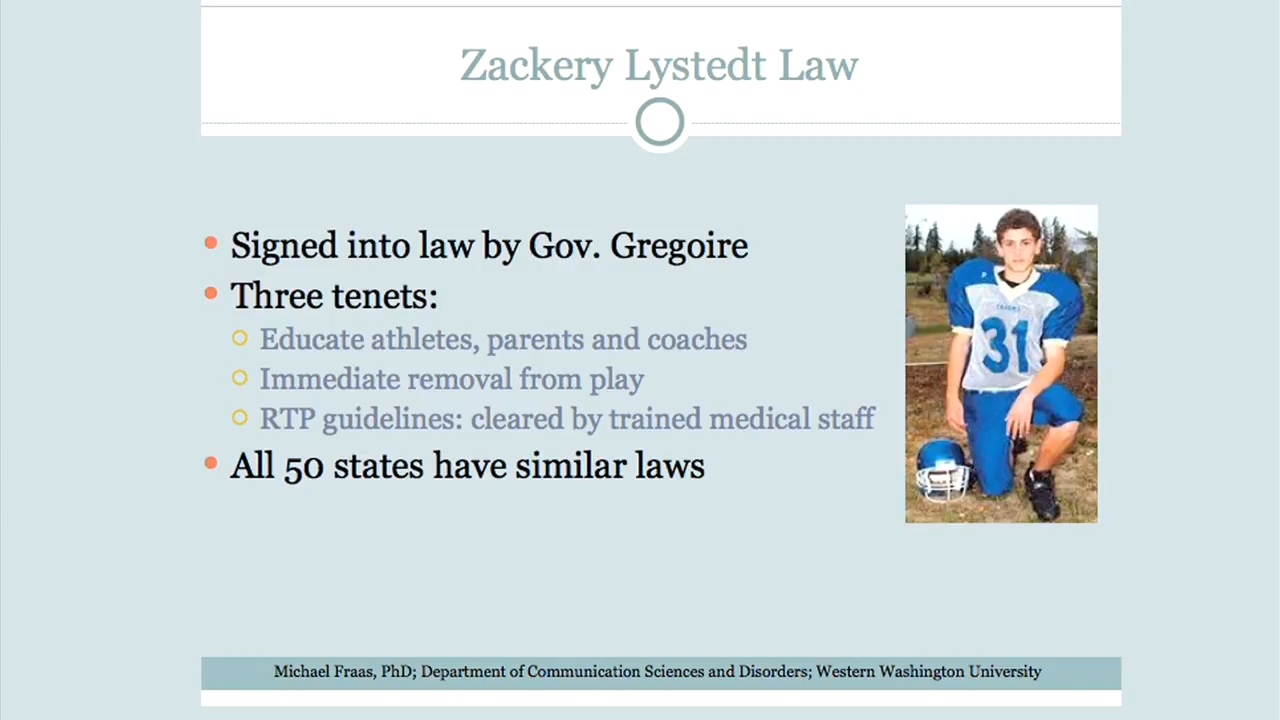 Zackery Lystedt Law
Signed into law by Gov. Gregoire
Three tenets:
Educate athletes, parents and coaches
Immediate removal from play
RTP guidelines: cleared by trained medical staff
All 50 states have similar laws
31
Michael Fraas, PhD; Department of Communication Sciences and Disorders; Western Washington University